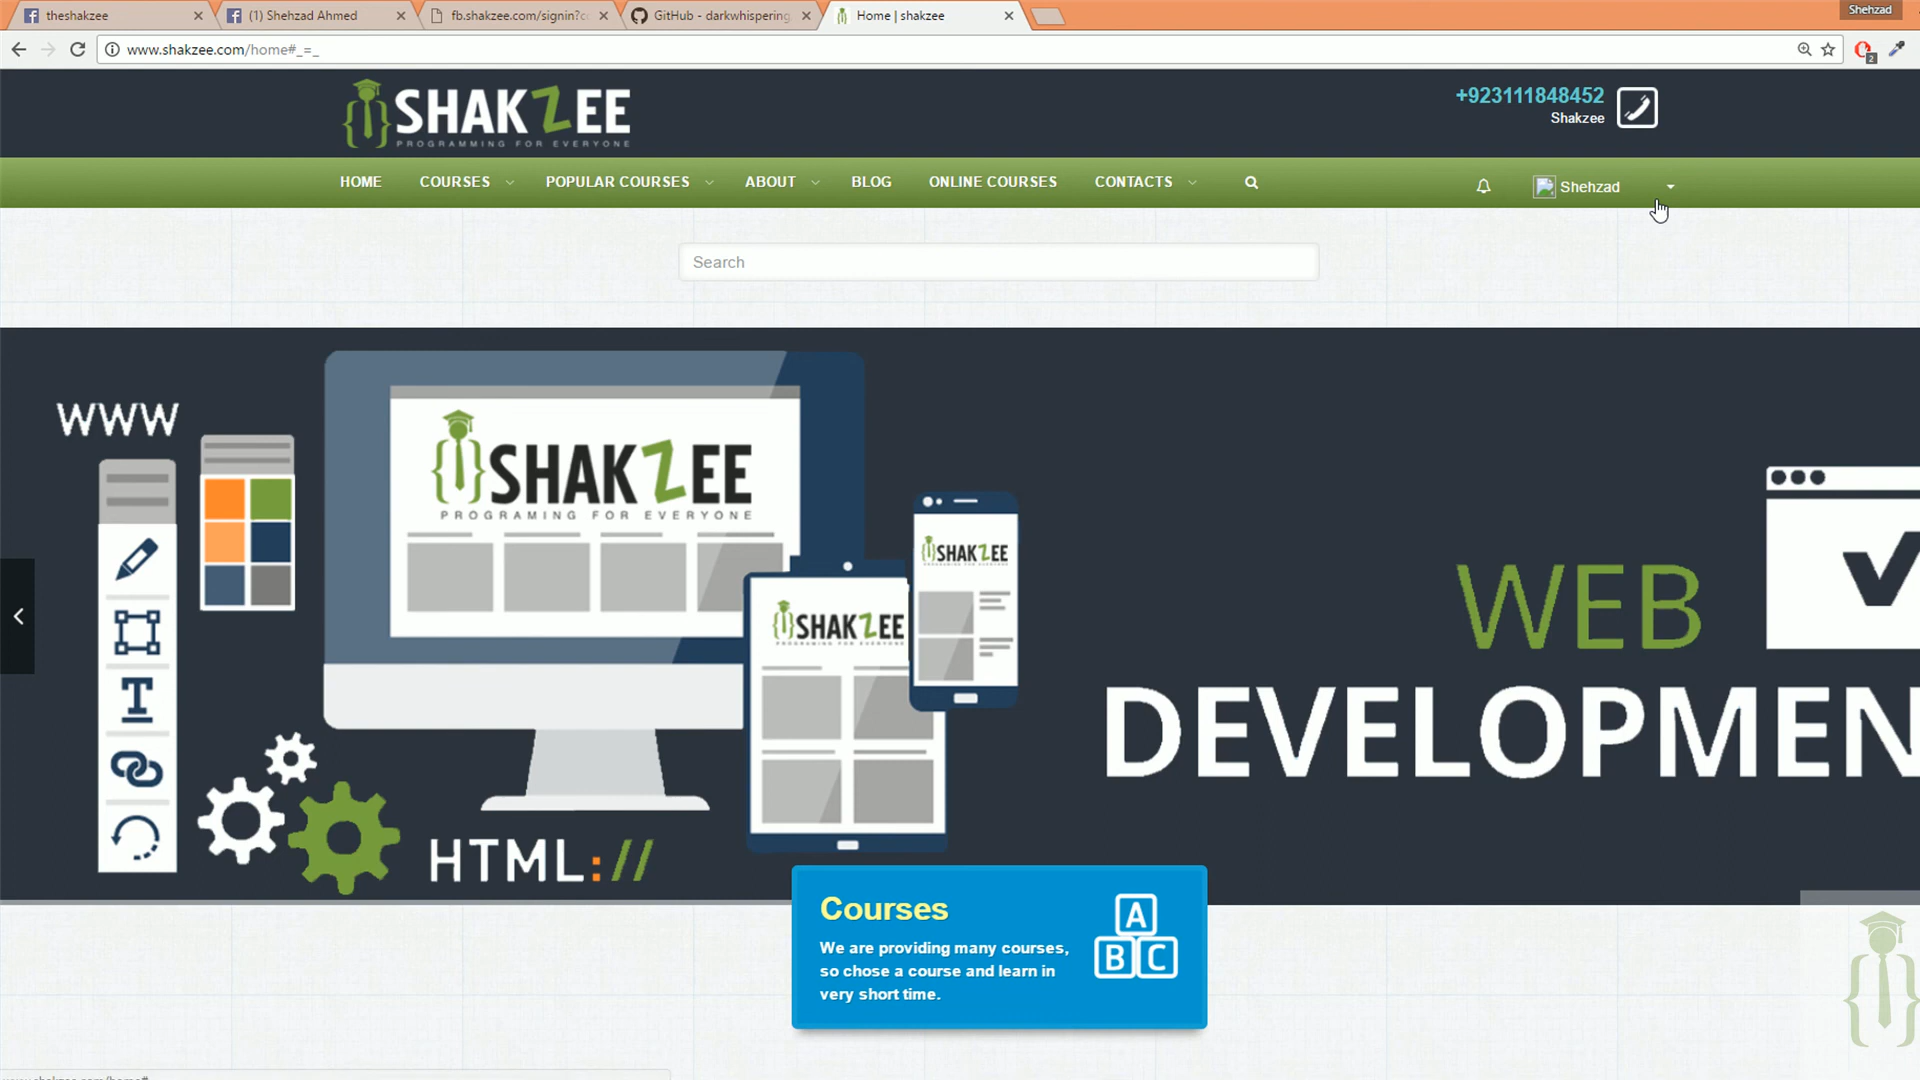 theshakzee
(1) Shehzad Ahmed
fb.shakzee.com/signin?c
GitHub - darkwhispering
Home | shakzee
Shehzad
www.shakzee.com/home#_=_
2
SHAKZEE
PROGRAMMING FOR EVERYONE
+923111848452
Shakzee
HOME
COURSES
POPULAR COURSES
ABOUT
BLOG
ONLINE COURSES
CONTACTS
Shehzad
Search
WWW
SHAKZEE
PROGRAMING FOR EVERYONE
SHAKZEE
SHAKZEE
T
WEB
DEVELOPMEN
HTML://
Courses
We are providing many courses,
so chose a course and learn in
very short time.
A
B C